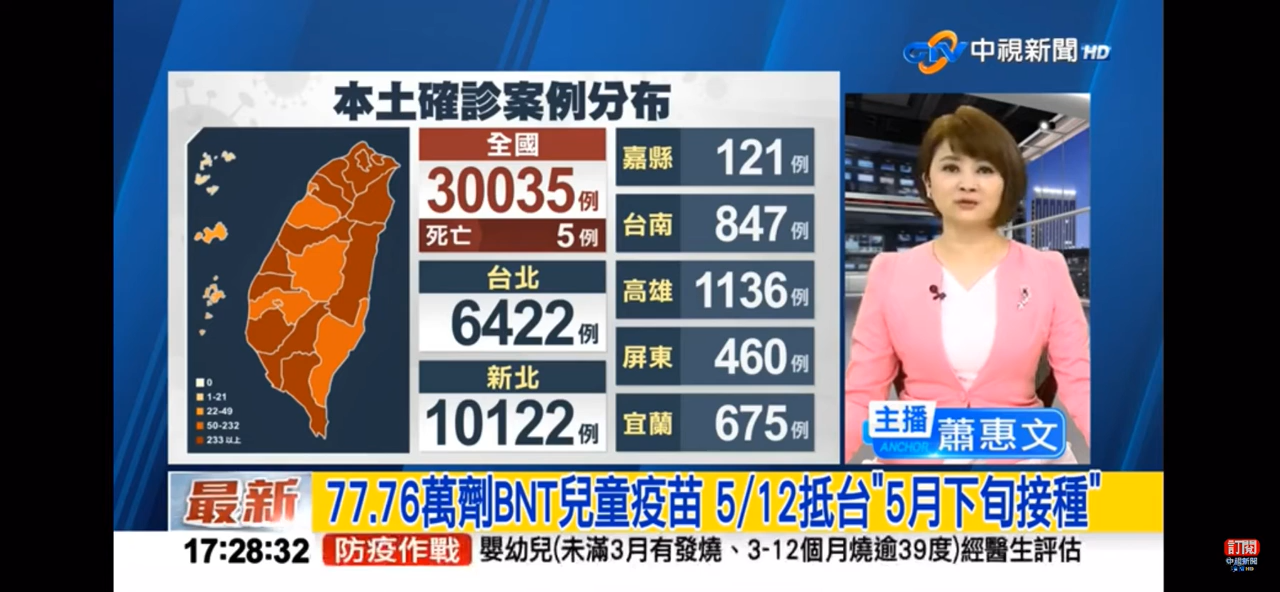 CTV 中視新聞 HD
本土確診案例分布
全國
30035例
死亡 5例
台北
6422例
新北
10122例
嘉縣 121例
台南 847例
高雄 1136例
屏東 460例
宜蘭 675例
0
1-21
22-49
50-232
233 以上
主播
ANCHOR
蕭惠文
最新 77.76萬劑BNT兒童疫苗 5/12抵台"5月下旬接種"
17:28:32 防疫作戰 嬰幼兒(未滿3月有發燒、3-12個月燒逾39度)經醫生評估
訂閱
中視新聞
HD